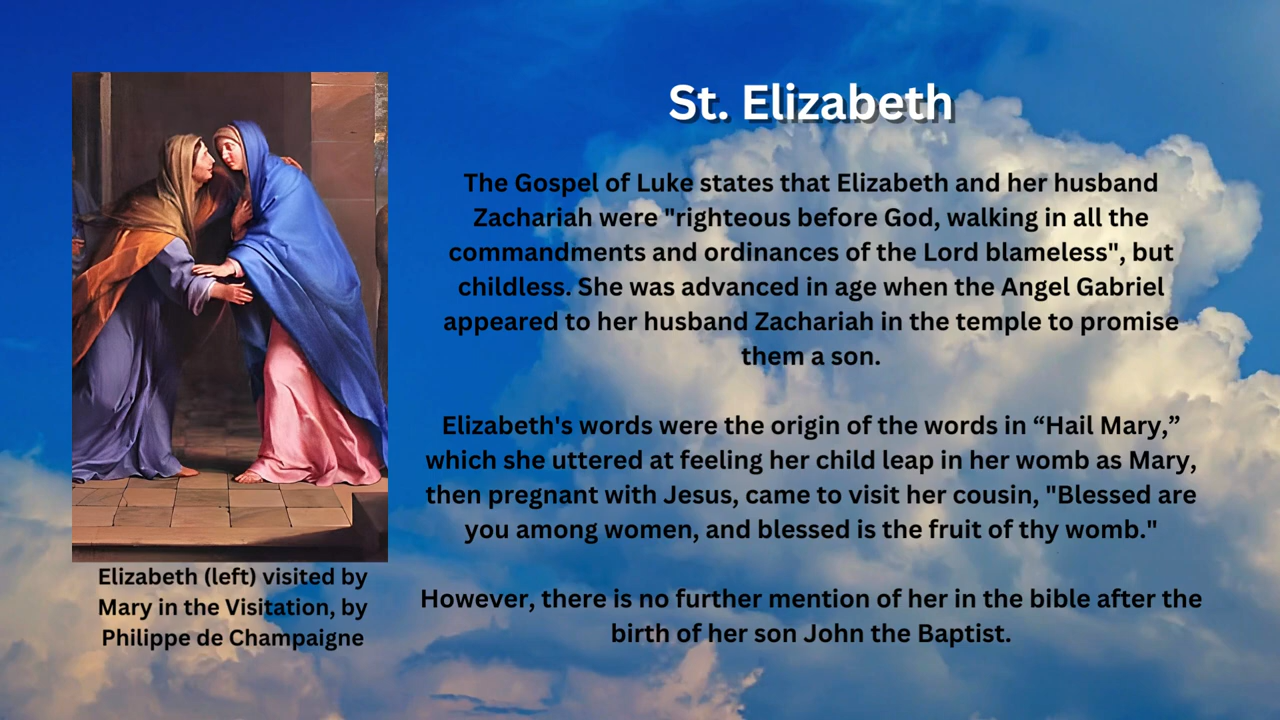 St. Elizabeth
The Gospel of Luke states that Elizabeth and her husband
Zachariah were "righteous before God, walking in all the
commandments and ordinances of the Lord blameless", but
childless. She was advanced in age when the Angel Gabriel
appeared to her husband Zachariah in the temple to promise
them a son.
Elizabeth's words were the origin of the words in “Hail Mary,”
which she uttered at feeling her child leap in her womb as Mary,
then pregnant with Jesus, came to visit her cousin, "Blessed are
you among women, and blessed is the fruit of thy womb."
However, there is no further mention of her in the bible after the
birth of her son John the Baptist.
Elizabeth (left) visited by
Mary in the Visitation, by
Philippe de Champaigne